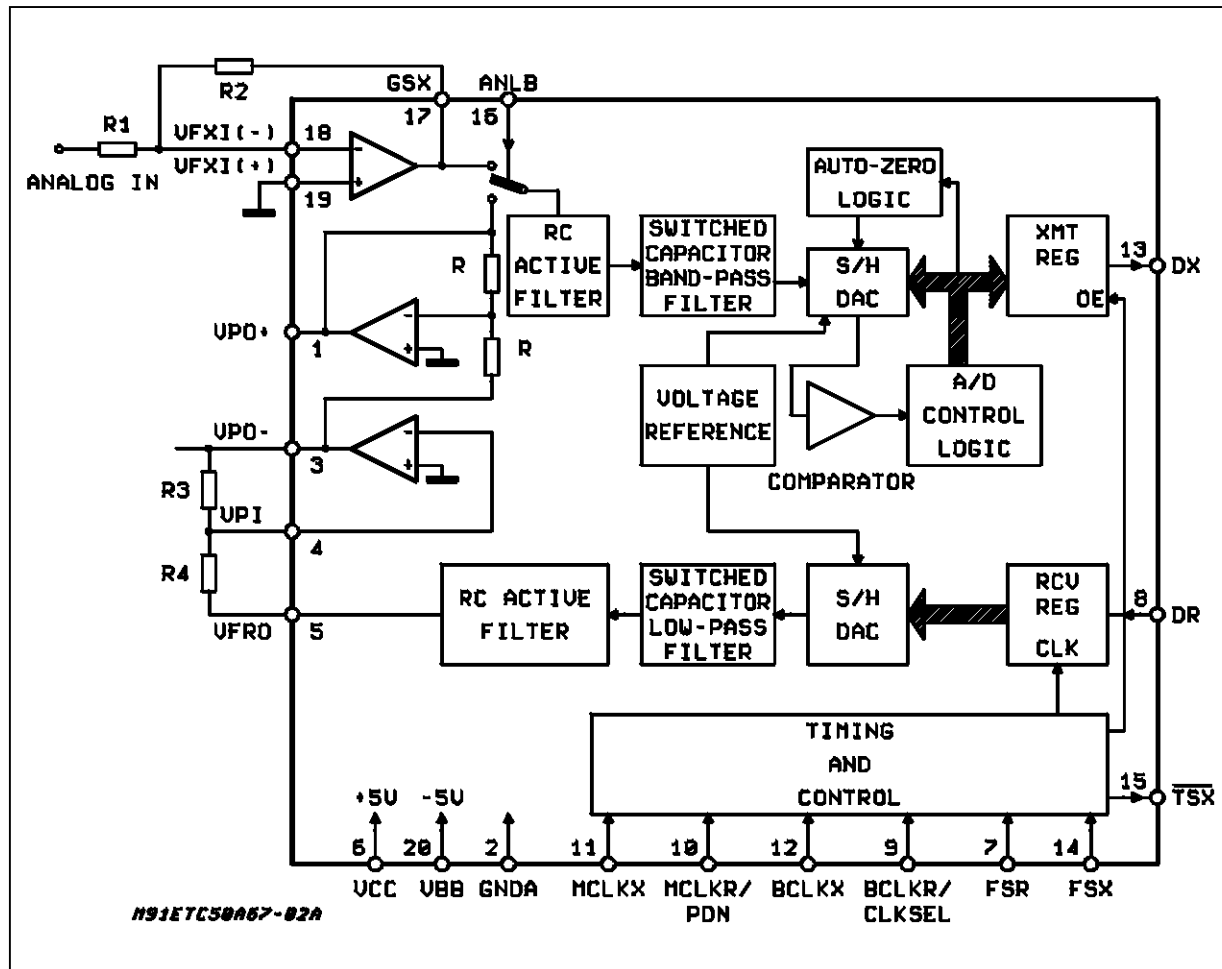 GSX
ANLB
R2
17
16
R1
VFXI(-)
18
VFXI(+)
ANALOG IN
19
AUTO-ZERO
LOGIC
RC
ACTIVE
FILTER
SWITCHED
CAPACITOR
BAND-PASS
FILTER
S/H
DAC
XMT
REG
OE
13
DX
R
VPO+
1
R
VOLTAGE
REFERENCE
COMPARATOR
A/D
CONTROL
LOGIC
VPO-
3
R3
VPI
4
R4
VFRO
5
RC ACTIVE
FILTER
SWITCHED
CAPACITOR
LOW-PASS
FILTER
S/H
DAC
RCV
REG
CLK
8
DR
TIMING
AND
CONTROL
15
TSX
+5V
-5V
6
20
2
11
10
12
9
7
14
VCC
VBB
GNDA
MCLKX
MCLKR/
PDN
BCLKX
BCLKR/
CLKSEL
FSR
FSX
M91ETC50A67-02A